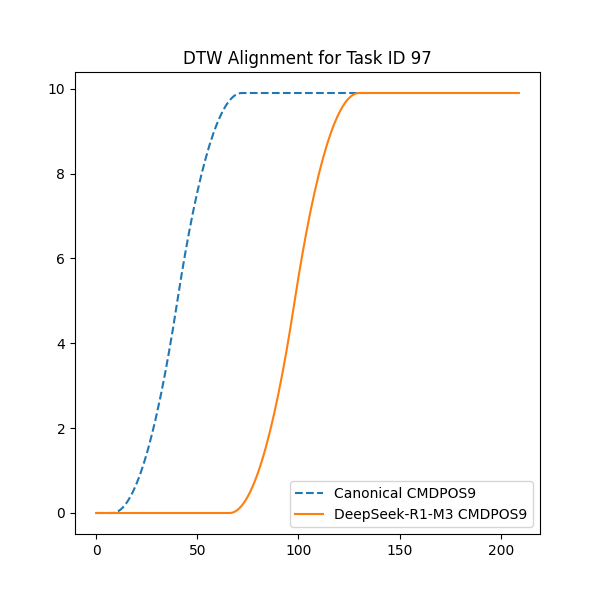 DTW Alignment for Task ID 97
10
8
6
4
2
0
Canonical CMDPOS9
DeepSeek-R1-M3 CMDPOS9
0 50 100 150 200